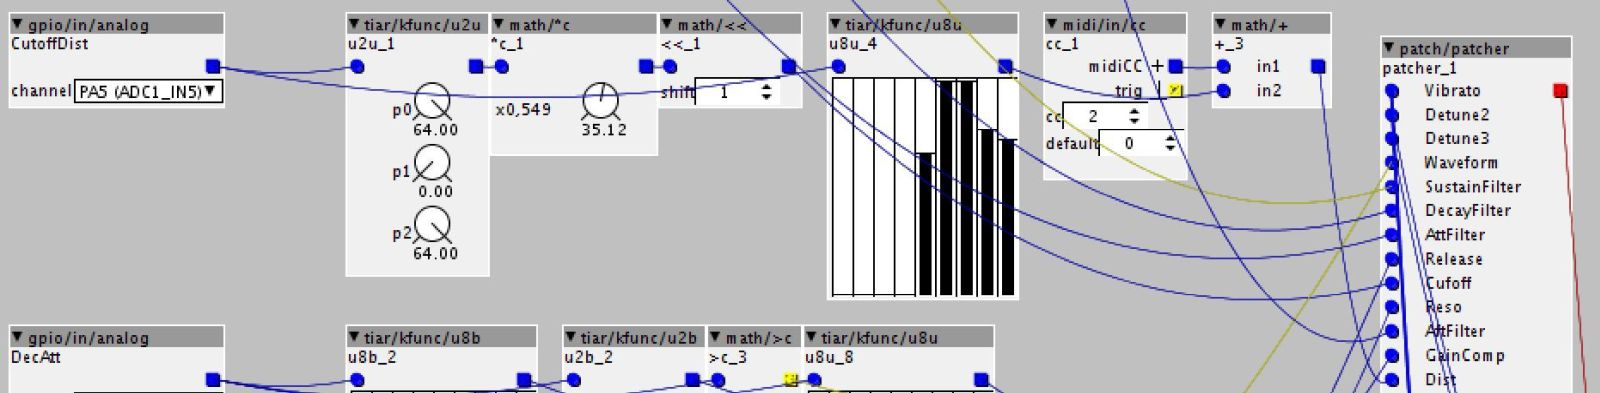 ▼ gpio/in/analog
CutoffDist
channel PA5 (ADC1_IN5)▼
▼ tiar/kfunc/u2u
u2u_1
p0
64.00
p1
0.00
p2
64.00
▼ math/*c
*c_1
x0,549
35.12
▼ math/<<
<<_1
shift 1
▼ tiar/kfunc/u8u
u8u_4
▼ midi/in/cc
cc_1
midiCC +
trig
cc 2
default 0
▼ math/+
+_3
in1
in2
▼ patch/patcher
patcher_1
Vibrato
Detune2
Detune3
Waveform
SustainFilter
DecayFilter
AttFilter
Release
Cufoff
Reso
AttFilter
GainComp
Dist
▼ gpio/in/analog
DecAtt
▼ tiar/kfunc/u8b
u8b_2
▼ tiar/kfunc/u2b
u2b_2
▼ math/>c
>c_3
▼ tiar/kfunc/u8u
u8u_8